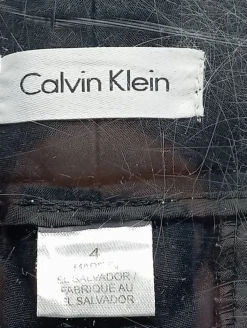 Calvin Klein
4
MADE IN
EL SALVADOR /
FABRIQUE AU
EL SALVADOR